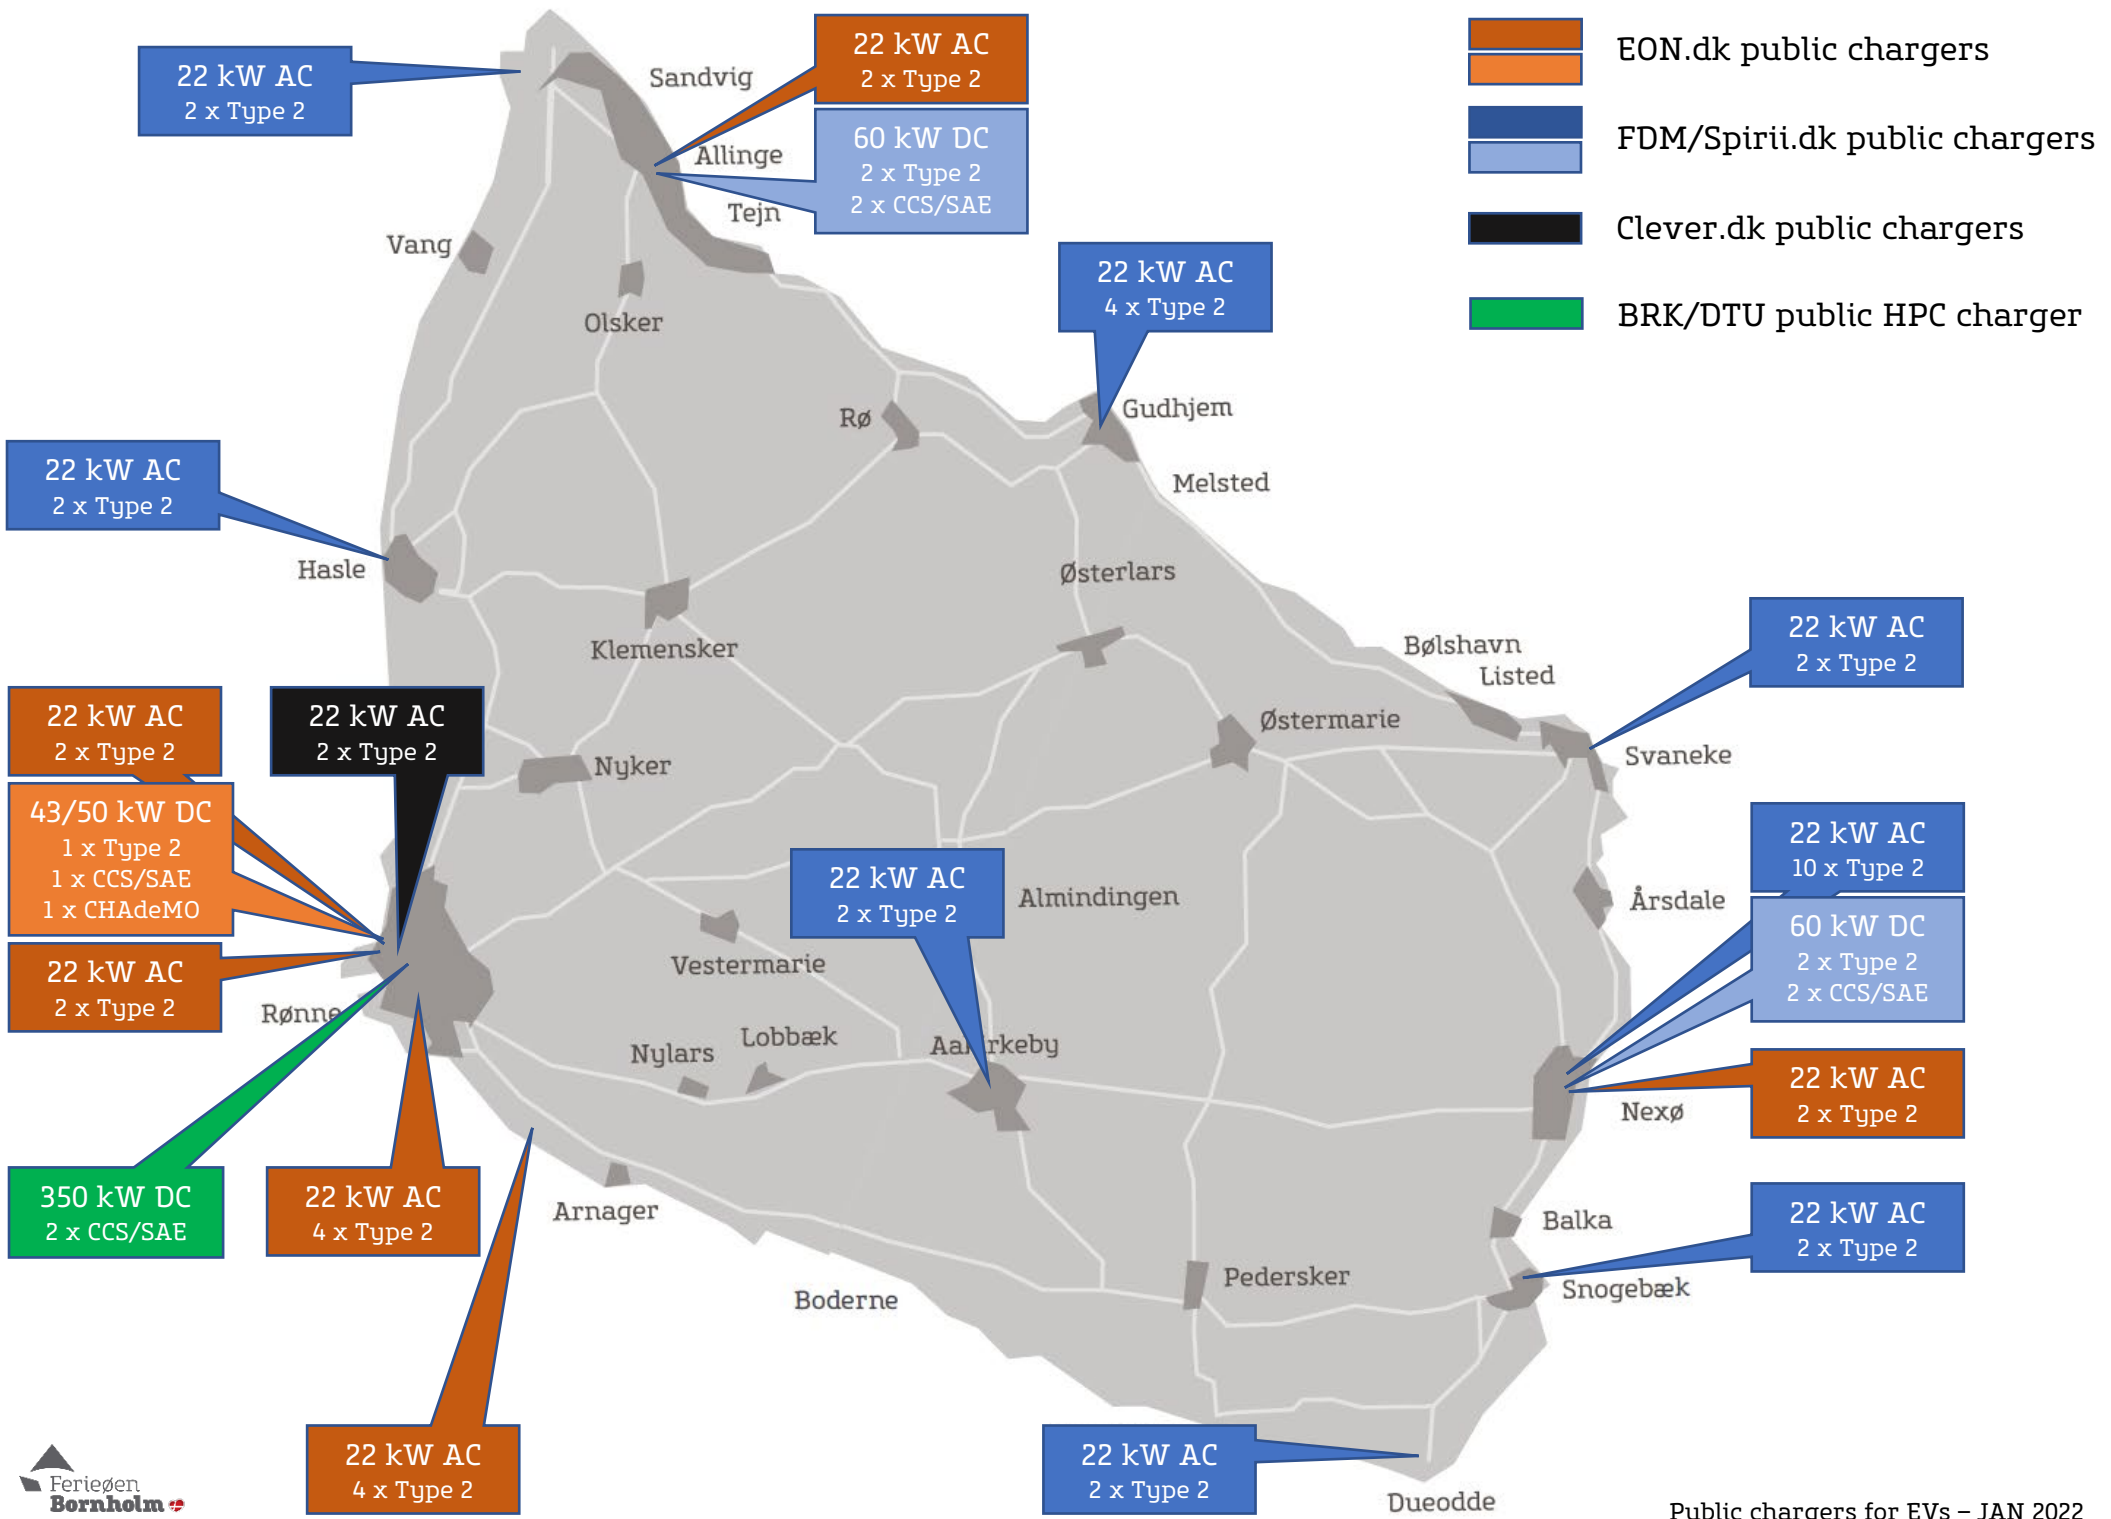 22 kW AC
2 x Type 2
Sandvig
22 kW AC
2 x Type 2
60 kW DC
2 x Type 2
2 x CCS/SAE
Allinge
Tejn
EON.dk public chargers
FDM/Spirii.dk public chargers
Clever.dk public chargers
BRK/DTU public HPC charger
Vang
Olsker
22 kW AC
4 x Type 2
Rø
Gudhjem
Melsted
22 kW AC
2 x Type 2
Hasle
Østerlars
Klemensker
Bølshavn
Listed
22 kW AC
2 x Type 2
Østermarie
Svaneke
22 kW AC
2 x Type 2
43/50 kW DC
1 x Type 2
1 x CCS/SAE
1 x CHAdeMO
22 kW AC
2 x Type 2
22 kW AC
2 x Type 2
Nyker
22 kW AC
2 x Type 2
Almindingen
22 kW AC
10 x Type 2
60 kW DC
2 x Type 2
2 x CCS/SAE
Årsdale
Vestermarie
Rønne
Nylars
Lobbæk
Aakirkeby
22 kW AC
2 x Type 2
Nexø
350 kW DC
2 x CCS/SAE
22 kW AC
4 x Type 2
Arnager
Balka
22 kW AC
2 x Type 2
Snogebæk
Pedersker
Boderne
22 kW AC
4 x Type 2
22 kW AC
2 x Type 2
Dueodde
Ferieøen
Bornholm
Public chargers for EVs – JAN 2022